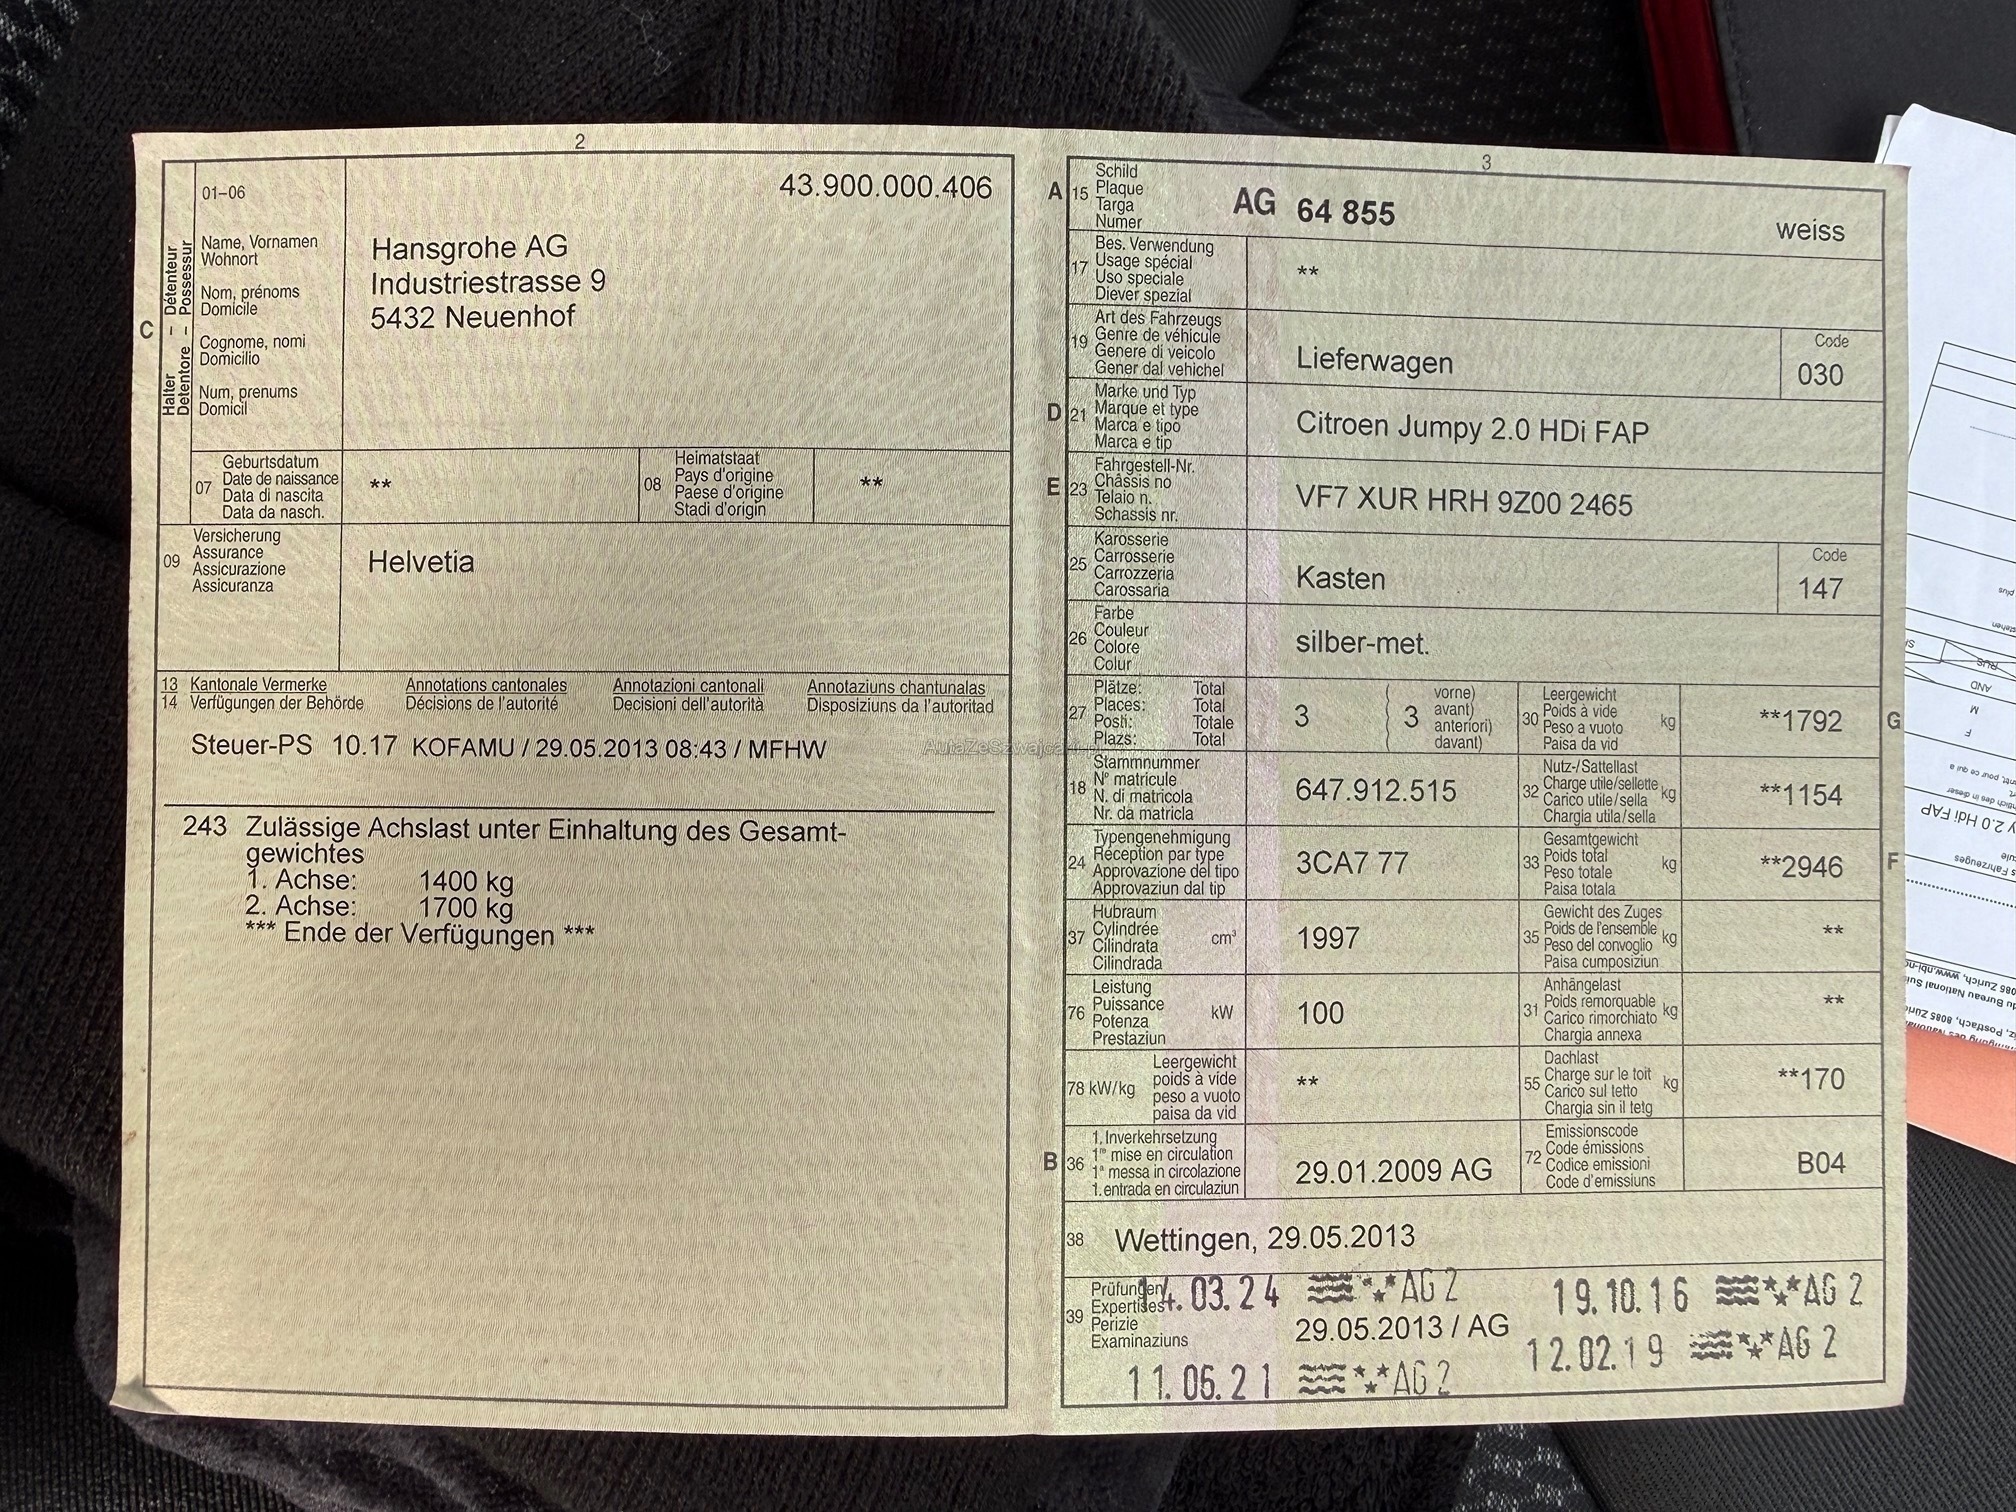 2
01–06
43.900.000.406
C
Halter – Détenteur
Detentore – Possessur
Name, Vornamen
Wohnort
Nom, prénoms
Domicile
Cognome, nomi
Domicilio
Num, prenums
Domicil
Hansgrohe AG
Industriestrasse 9
5432 Neuenhof
07
Geburtsdatum
Date de naissance
Data di nascita
Data da nasch.
**
08
Heimatstaat
Pays d'origine
Paese d'origine
Stadi d'origin
**
09
Versicherung
Assurance
Assicurazione
Assicuranza
Helvetia
13 Kantonale Vermerke Annotations cantonales Annotazioni cantonali Annotaziuns chantunalas
14 Verfügungen der Behörde Décisions de l'autorité Decisioni dell'autorità Disposiziuns da l'autoritad
Steuer-PS 10.17 KOFAMU / 29.05.2013 08:43 / MFHW
243 Zulässige Achslast unter Einhaltung des Gesamt-
gewichtes
1. Achse: 1400 kg
2. Achse: 1700 kg
*** Ende der Verfügungen ***
3
A
15
Schild
Plaque
Targa
Numer
AG 64 855
weiss
17
Bes. Verwendung
Usage spécial
Uso speciale
Diever spezial
**
19
Art des Fahrzeugs
Genre de véhicule
Genere di veicolo
Gener dal vehichel
Lieferwagen
Code
030
D
21
Marke und Typ
Marque et type
Marca e tipo
Marca e tip
Citroen Jumpy 2.0 HDi FAP
E
23
Fahrgestell-Nr.
Châssis no
Telaio n.
Schassis nr.
VF7 XUR HRH 9Z00 2465
25
Karosserie
Carrosserie
Carrozzeria
Carossaria
Kasten
Code
147
26
Farbe
Couleur
Colore
Colur
silber-met.
27
Plätze: Total
Places: Total
Posti: Totale
Plazs: Total
3
( 3 vorne)
avant)
anteriori)
davant)
30
Leergewicht
Poids à vide
Peso a vuoto
Paisa da vid
kg
**1792
G
18
Stammnummer
N° matricule
N. di matricola
Nr. da matricla
647.912.515
32
Nutz-/Sattellast
Charge utile/sellette
Carico utile/sella
Chargia utila/sella
kg
**1154
24
Typengenehmigung
Réception par type
Approvazione del tipo
Approvaziun dal tip
3CA7 77
33
Gesamtgewicht
Poids total
Peso totale
Paisa totala
kg
**2946
F
37
Hubraum
Cylindrée
Cilindrata
Cilindrada
cm³
1997
35
Gewicht des Zuges
Poids de l'ensemble
Peso del convoglio
Paisa cumposiziun
kg
**
76
Leistung
Puissance
Potenza
Prestaziun
kW
100
31
Anhängelast
Poids remorquable
Carico rimorchiato
Chargia annexa
kg
**
78 kW/kg
Leergewicht
poids à vide
peso a vuoto
paisa da vid
**
55
Dachlast
Charge sur le toit
Carico sul tetto
Chargia sin il tetg
kg
**170
B
36
1. Inverkehrsetzung
1re mise en circulation
1a messa in circolazione
1. entrada en circulaziun
29.01.2009 AG
72
Emissionscode
Code émissions
Codice emissioni
Code d'emissiuns
B04
38
Wettingen, 29.05.2013
39
Prüfungen
Expertises
Perizie
Examinaziuns
14.03.24 AG 2
19.10.16 AG 2
29.05.2013 / AG
12.02.19 AG 2
11.06.21 AG 2
y 2.0 Hdi FAP